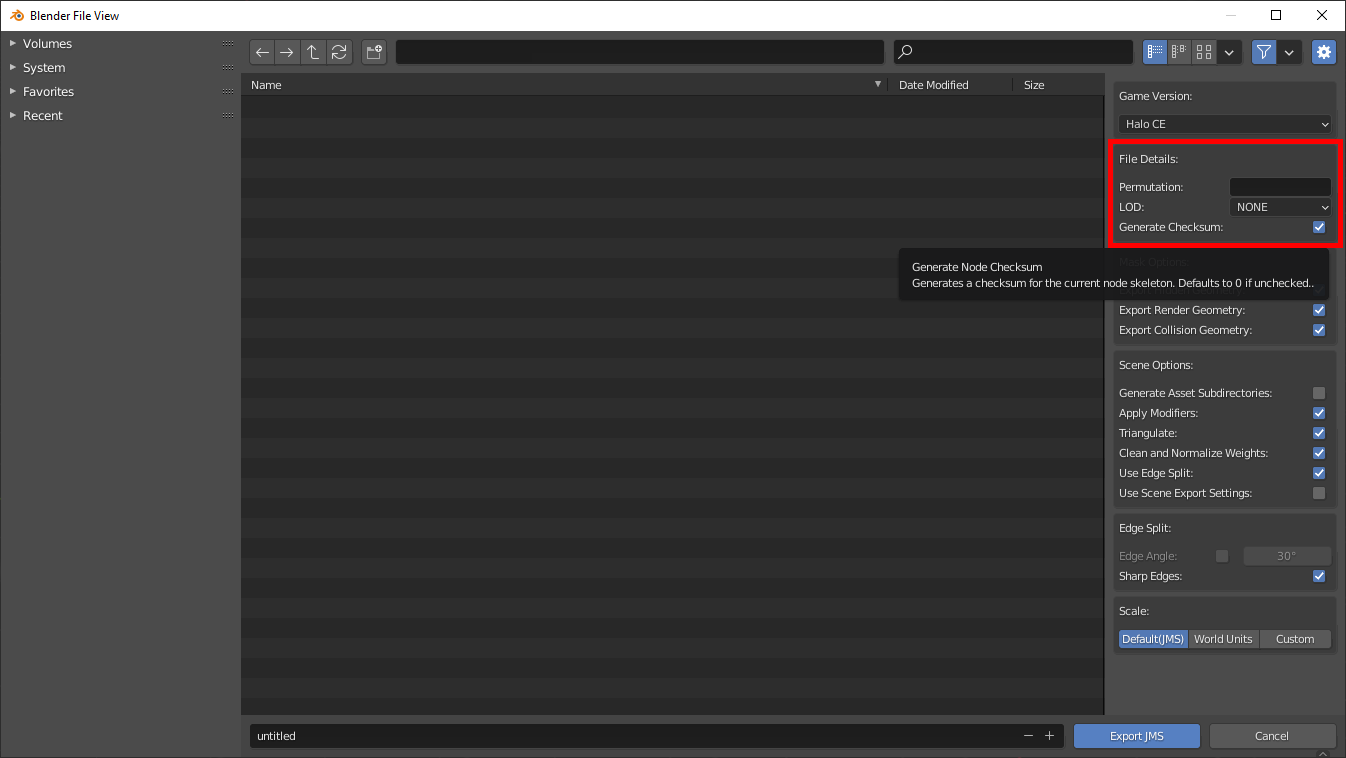 Blender File View
Volumes
System
Favorites
Recent
Name
Date Modified
Size
Game Version:
Halo CE
File Details:
Permutation:
LOD: NONE
Generate Checksum:
Mask Options:
Generate Node Checksum
Generates a checksum for the current node skeleton. Defaults to 0 if unchecked..
Export Render Geometry:
Export Collision Geometry:
Scene Options:
Generate Asset Subdirectories:
Apply Modifiers:
Triangulate:
Clean and Normalize Weights:
Use Edge Split:
Use Scene Export Settings:
Edge Split:
Edge Angle: 30°
Sharp Edges:
Scale:
Default(JMS) World Units Custom
untitled
Export JMS
Cancel